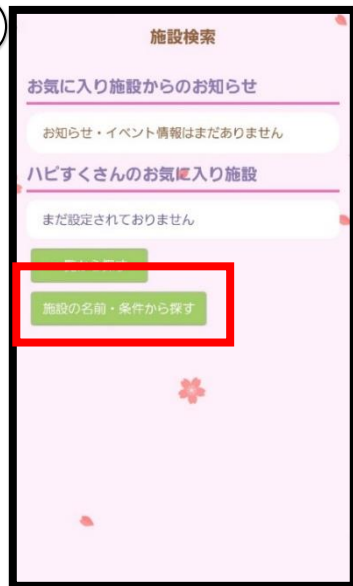 施設検索
お気に入り施設からのお知らせ
お知らせ・イベント情報はまだありません
ハピすくさんのお気に入り施設
まだ設定されておりません
施設の名前・条件から探す